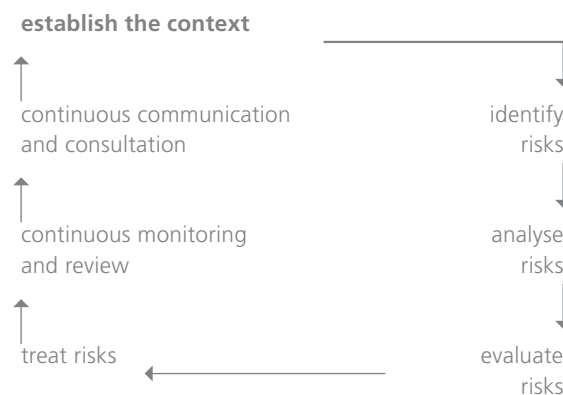 establish the context
continuous communication
and consultation
identify
risks
continuous monitoring
and review
analyse
risks
treat risks
evaluate
risks